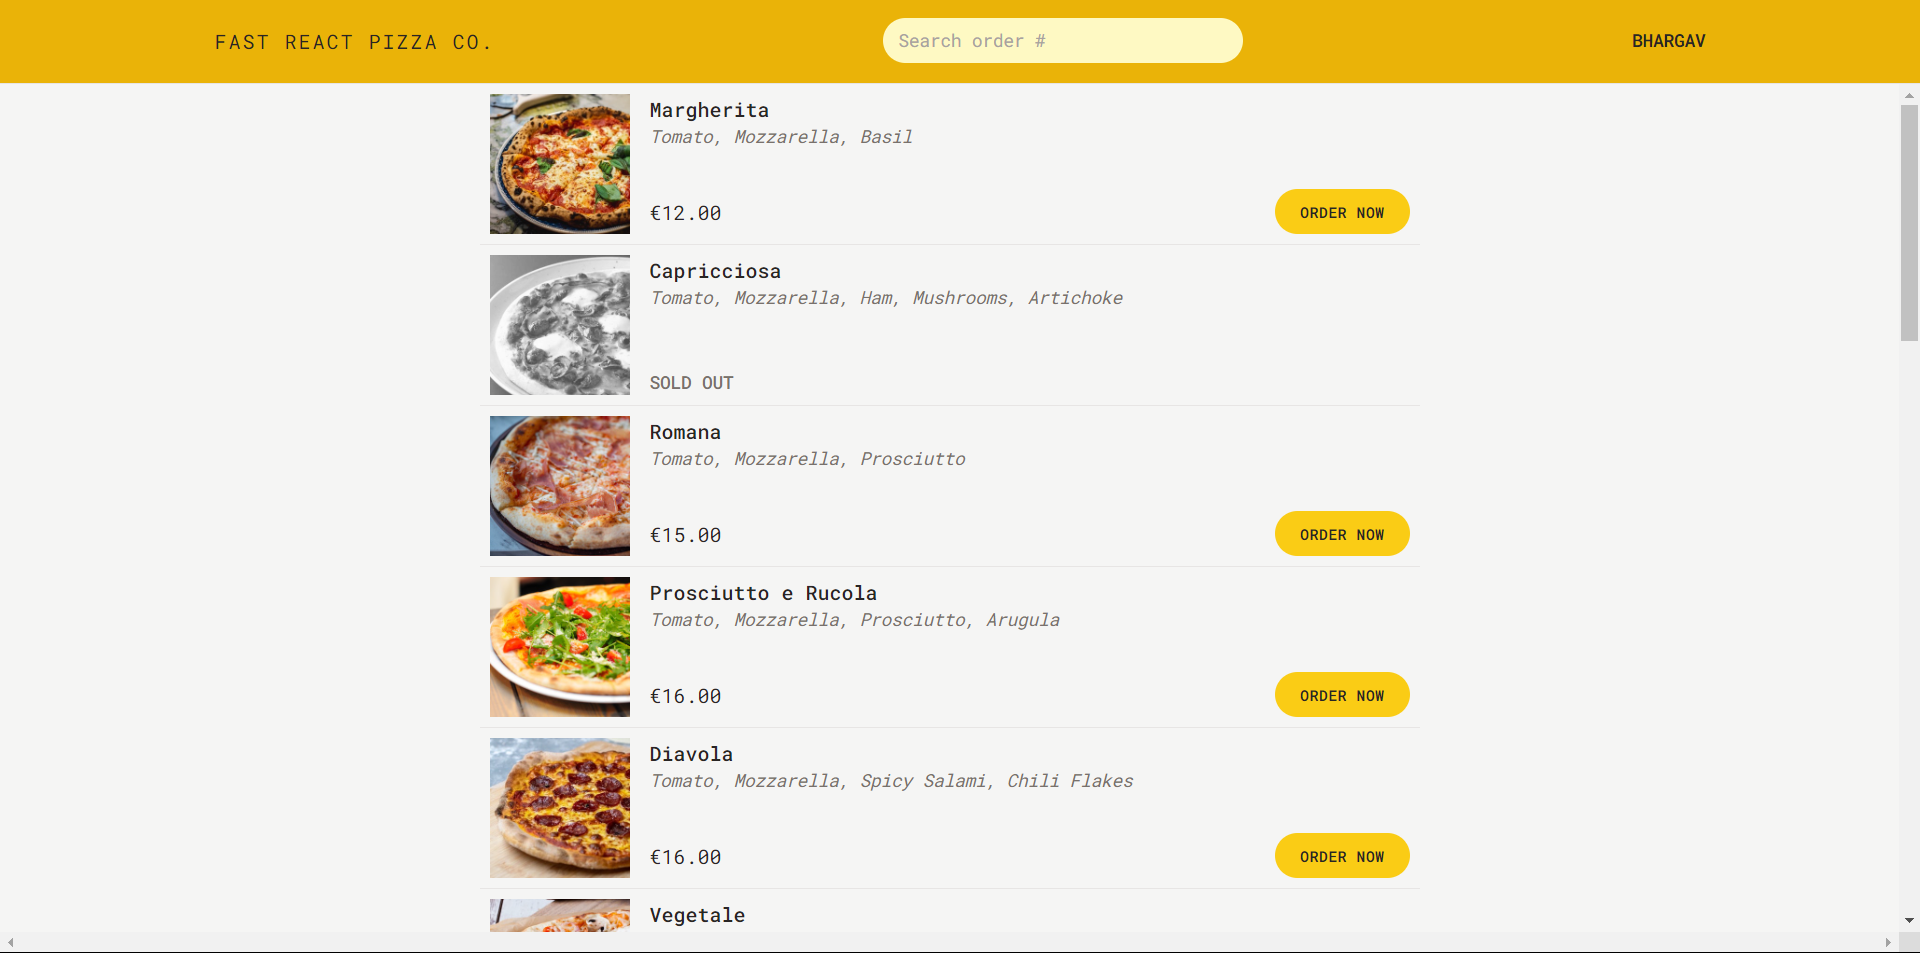 FAST REACT PIZZA CO.
Search order #
BHARGAV
Margherita
Tomato, Mozzarella, Basil
€12.00
ORDER NOW
Capricciosa
Tomato, Mozzarella, Ham, Mushrooms, Artichoke
SOLD OUT
Romana
Tomato, Mozzarella, Prosciutto
€15.00
ORDER NOW
Prosciutto e Rucola
Tomato, Mozzarella, Prosciutto, Arugula
€16.00
ORDER NOW
Diavola
Tomato, Mozzarella, Spicy Salami, Chili Flakes
€16.00
ORDER NOW
Vegetale